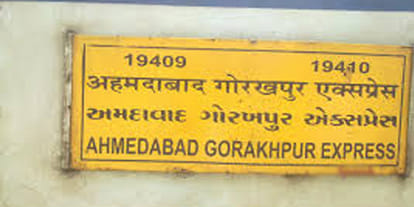 19409 19410
अहमदाबाद गोरखपुर एक्सप्रेस
અમદાવાદ ગોરખપુર એક્સપ્રેસ
AHMEDABAD GORAKHPUR EXPRESS